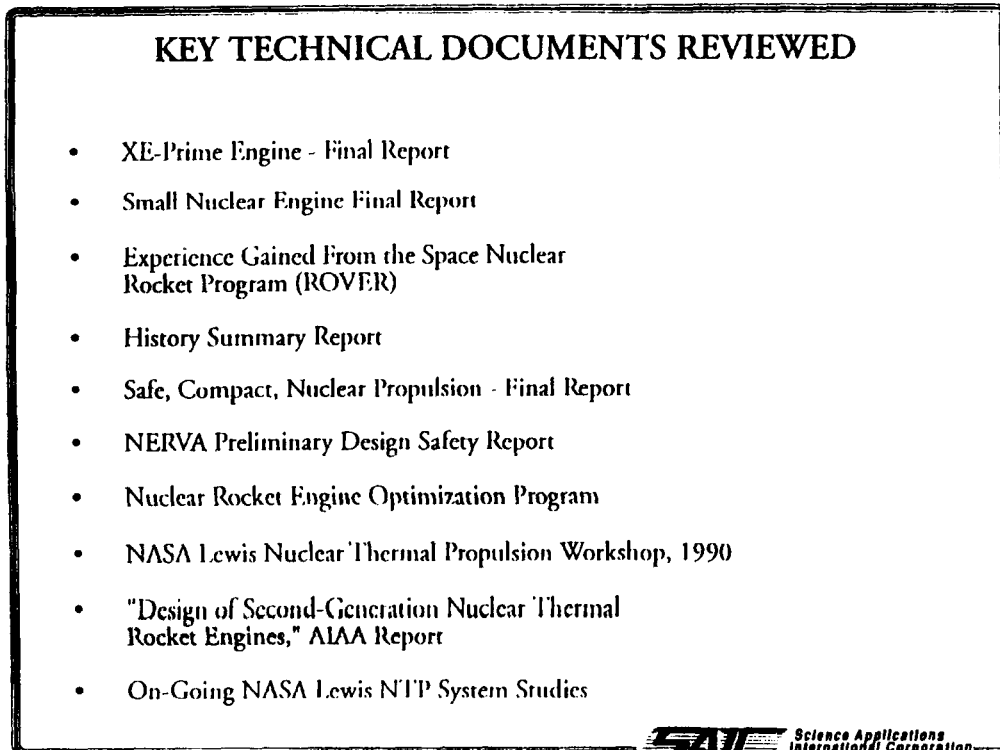 KEY TECHNICAL DOCUMENTS REVIEWED
• XE-Prime Engine - Final Report
• Small Nuclear Engine Final Report
• Experience Gained From the Space Nuclear
Rocket Program (ROVER)
• History Summary Report
• Safe, Compact, Nuclear Propulsion - Final Report
• NERVA Preliminary Design Safety Report
• Nuclear Rocket Engine Optimization Program
• NASA Lewis Nuclear Thermal Propulsion Workshop, 1990
• "Design of Second-Generation Nuclear Thermal
Rocket Engines," AIAA Report
• On-Going NASA Lewis NTP System Studies
SAIC Science Applications
International Corporation